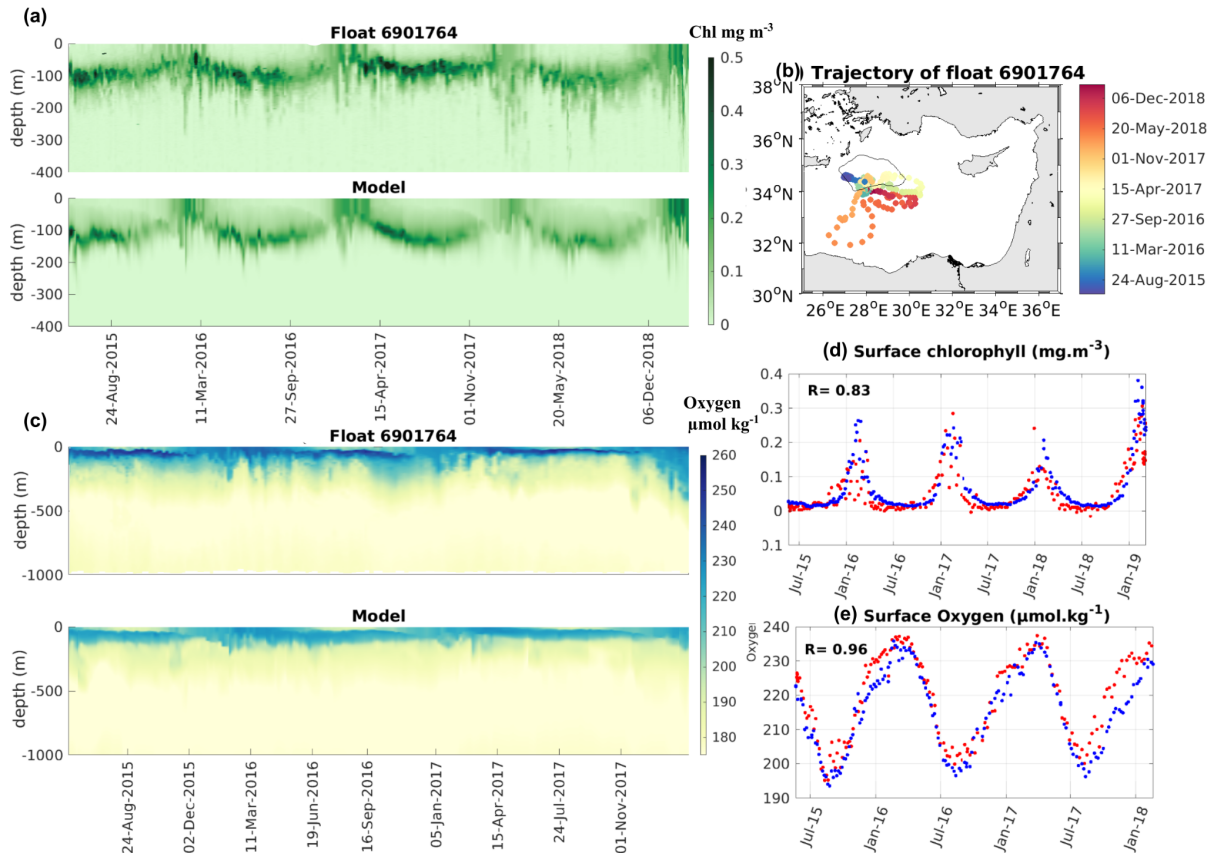 (a)
Float 6901764
Chl mg m⁻³
depth (m)
0
-100
-200
-300
-400
0.5
0.4
0.3
0.2
0.1
0
Model
depth (m)
0
-100
-200
-300
-400
24-Aug-2015
11-Mar-2016
27-Sep-2016
15-Apr-2017
01-Nov-2017
20-May-2018
06-Dec-2018
(b) Trajectory of float 6901764
38°N
36°N
34°N
32°N
30°N
26°E 28°E 30°E 32°E 34°E 36°E
06-Dec-2018
20-May-2018
01-Nov-2017
15-Apr-2017
27-Sep-2016
11-Mar-2016
24-Aug-2015
(c)
Float 6901764
Oxygen
µmol kg⁻¹
depth (m)
0
-500
-1000
260
250
240
230
220
210
200
190
180
Model
depth (m)
0
-500
-1000
24-Aug-2015
02-Dec-2015
11-Mar-2016
19-Jun-2016
16-Sep-2016
05-Jan-2017
15-Apr-2017
24-Jul-2017
01-Nov-2017
(d) Surface chlorophyll (mg.m⁻³)
R= 0.83
0.4
0.3
0.2
0.1
0
0.1
Jul-15
Jan-16
Jul-16
Jan-17
Jul-17
Jan-18
Jul-18
Jan-19
(e) Surface Oxygen (µmol.kg⁻¹)
R= 0.96
240
230
220
210
200
190
Jul-15
Jan-16
Jul-16
Jan-17
Jul-17
Jan-18